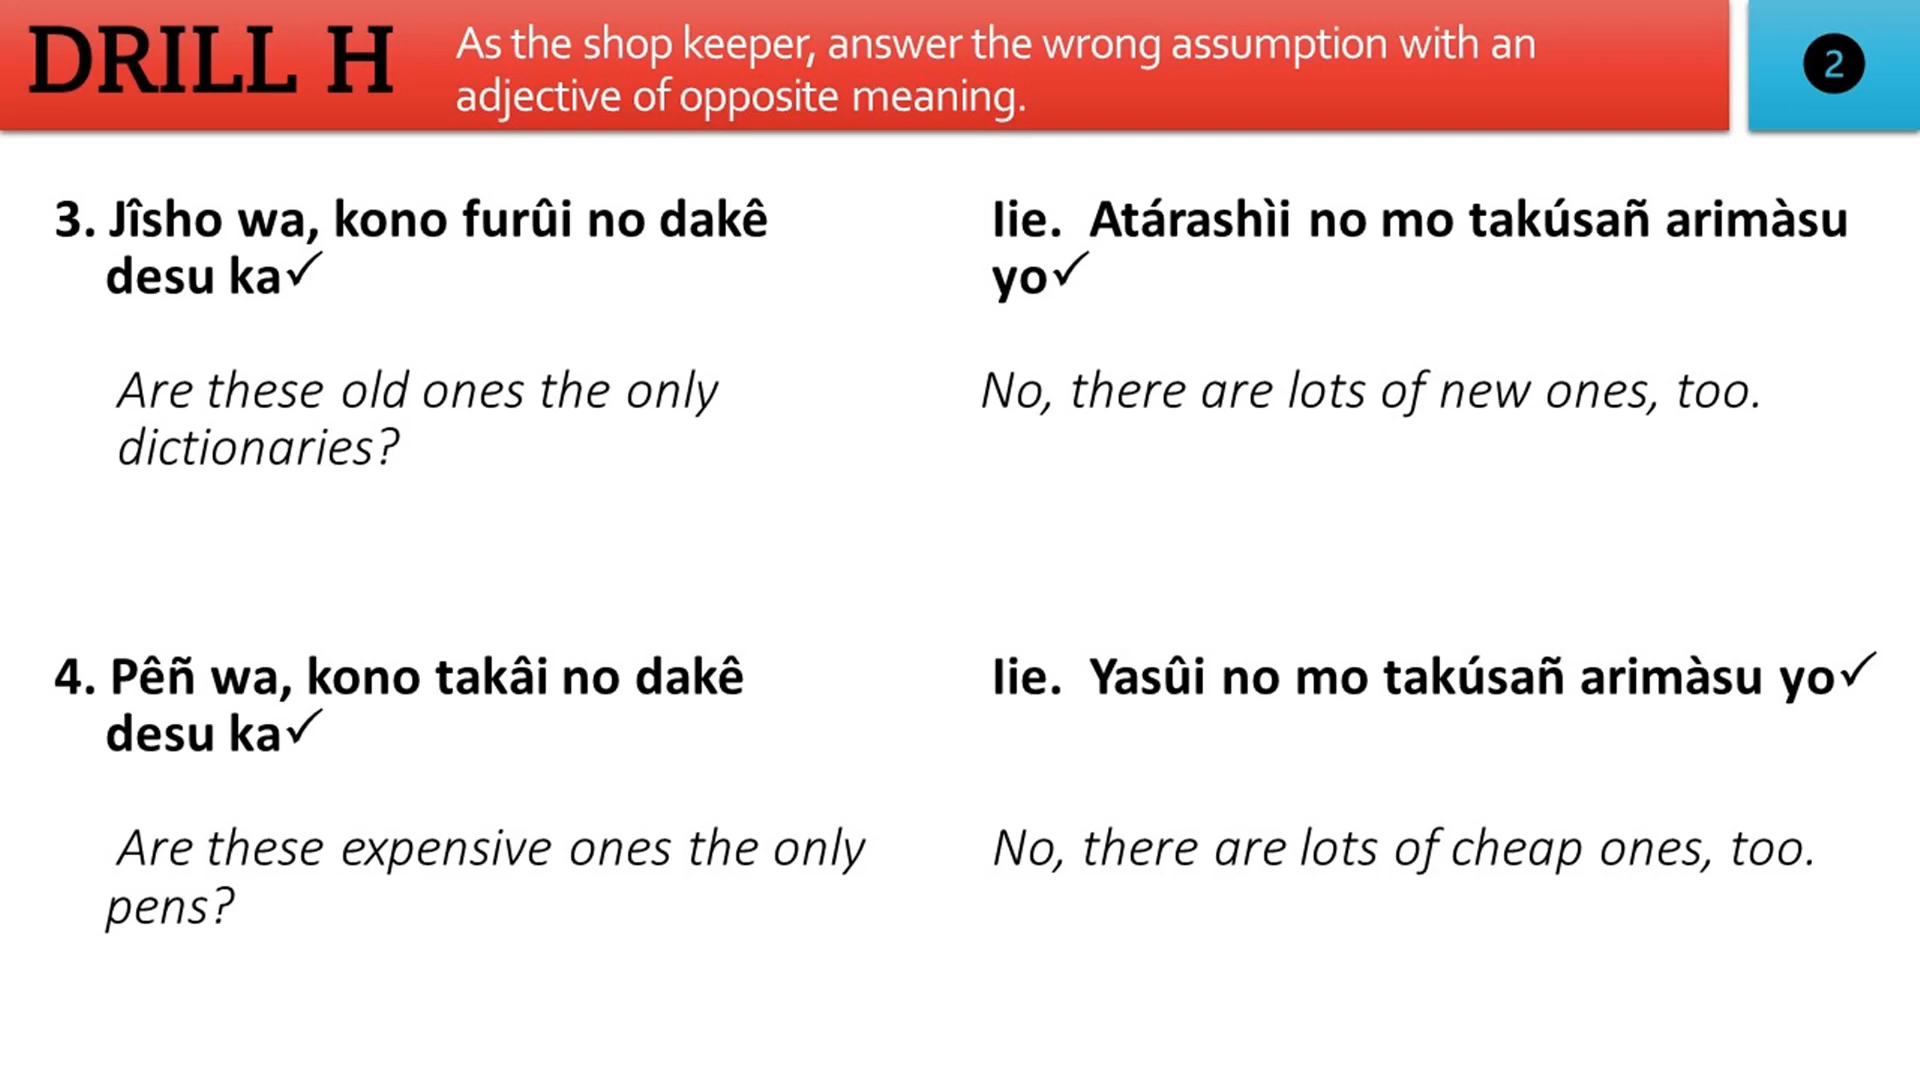 DRILL H
As the shop keeper, answer the wrong assumption with an
adjective of opposite meaning.
2
3. Jîsho wa, kono furûi no dakê
desu ka✓
Iie.  Atárashìi no mo takúsañ arimàsu
yo✓
Are these old ones the only
dictionaries?
No, there are lots of new ones, too.
4. Pêñ wa, kono takâi no dakê
desu ka✓
Iie.  Yasûi no mo takúsañ arimàsu yo✓
Are these expensive ones the only
pens?
No, there are lots of cheap ones, too.